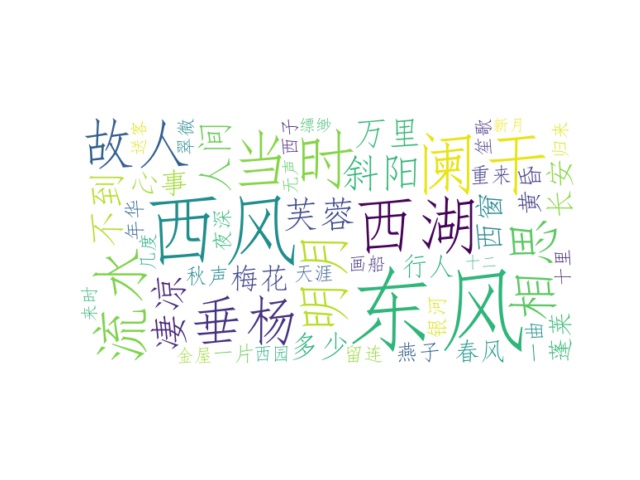 故人
送客
翠微
人间
当时
无声
西子
缥缈
万里
斜阳
阑干
笙歌
新月
重来
黄昏
归来
长安
不到
心事
年华
几度
西风
夜深
芙蓉
西湖
西窗
相思
流水
来时
凄凉
秋声
梅花
天涯
明月
画船
行人
十二
十里
垂杨
东风
银河
一曲
蓬莱
金屋
一片
西园
多少
留连
燕子
春风